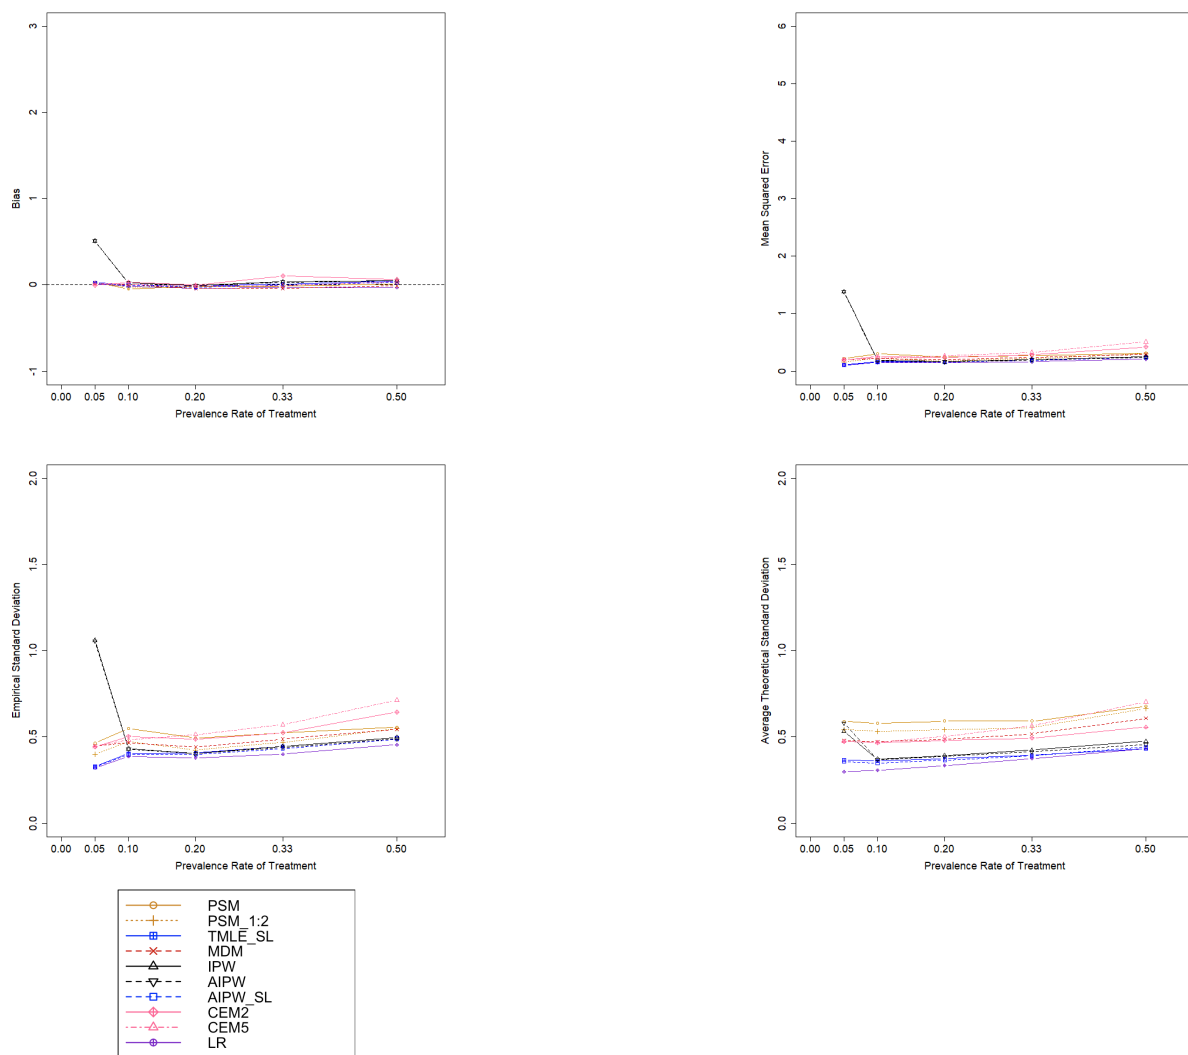 3
2
1
0
-1
Bias
0.00 0.05 0.10 0.20 0.33 0.50
Prevalence Rate of Treatment
6
5
4
3
2
1
0
Mean Squared Error
0.00 0.05 0.10 0.20 0.33 0.50
Prevalence Rate of Treatment
2.0
1.5
1.0
0.5
0.0
Empirical Standard Deviation
0.00 0.05 0.10 0.20 0.33 0.50
Prevalence Rate of Treatment
2.0
1.5
1.0
0.5
0.0
Average Theoretical Standard Deviation
0.00 0.05 0.10 0.20 0.33 0.50
Prevalence Rate of Treatment
PSM
PSM_1:2
TMLE_SL
MDM
IPW
AIPW
AIPW_SL
CEM2
CEM5
LR